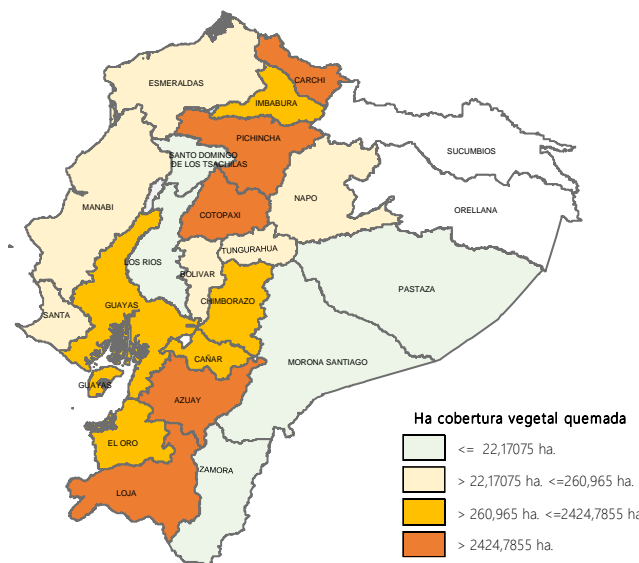 ESMERALDAS
CARCHI
IMBABURA
PICHINCHA
SANTO DOMINGO
DE LOS TSACHILAS
SUCUMBIOS
MANABI
COTOPAXI
NAPO
ORELLANA
TUNGURAHUA
LOS RIOS
BOLIVAR
PASTAZA
SANTA
GUAYAS
CHIMBORAZO
CAÑAR
MORONA SANTIAGO
GUAYAS
AZUAY
EL ORO
ZAMORA
LOJA
Ha cobertura vegetal quemada
<= 22,17075 ha.
> 22,17075 ha. <=260,965 ha.
> 260,965 ha. <=2424,7855 ha
> 2424,7855 ha.